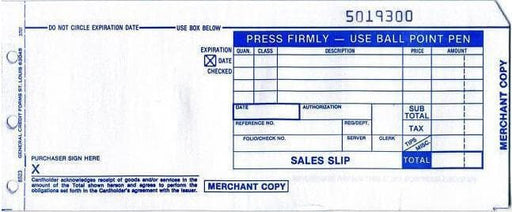 5019300
DO NOT CIRCLE EXPIRATION DATE
USE BOX BELOW
PRESS FIRMLY — USE BALL POINT PEN
EXPIRATION
DATE
CHECKED
QUAN. CLASS DESCRIPTION PRICE AMOUNT
DATE AUTHORIZATION SUB TOTAL
REFERENCE NO. REG/DEPT. TAX
FOLIO/CHECK NO. SERVER CLERK TIPS MISC.
SALES SLIP TOTAL
PURCHASER SIGN HERE
X
Cardholder acknowledges receipt of goods and/or services in the
amount of the Total shown hereon and agrees to perform the
obligations set forth in the Cardholder's agreement with the issuer.
MERCHANT COPY
MERCHANT COPY
GENERAL CREDIT FORMS ST. LOUIS